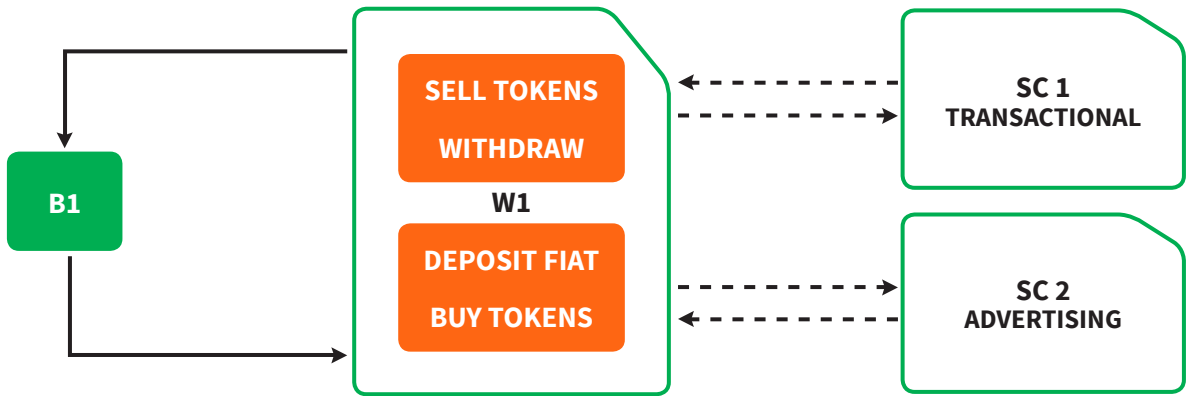 B1
SELL TOKENS
WITHDRAW
W1
DEPOSIT FIAT
BUY TOKENS
SC 1
TRANSACTIONAL
SC 2
ADVERTISING